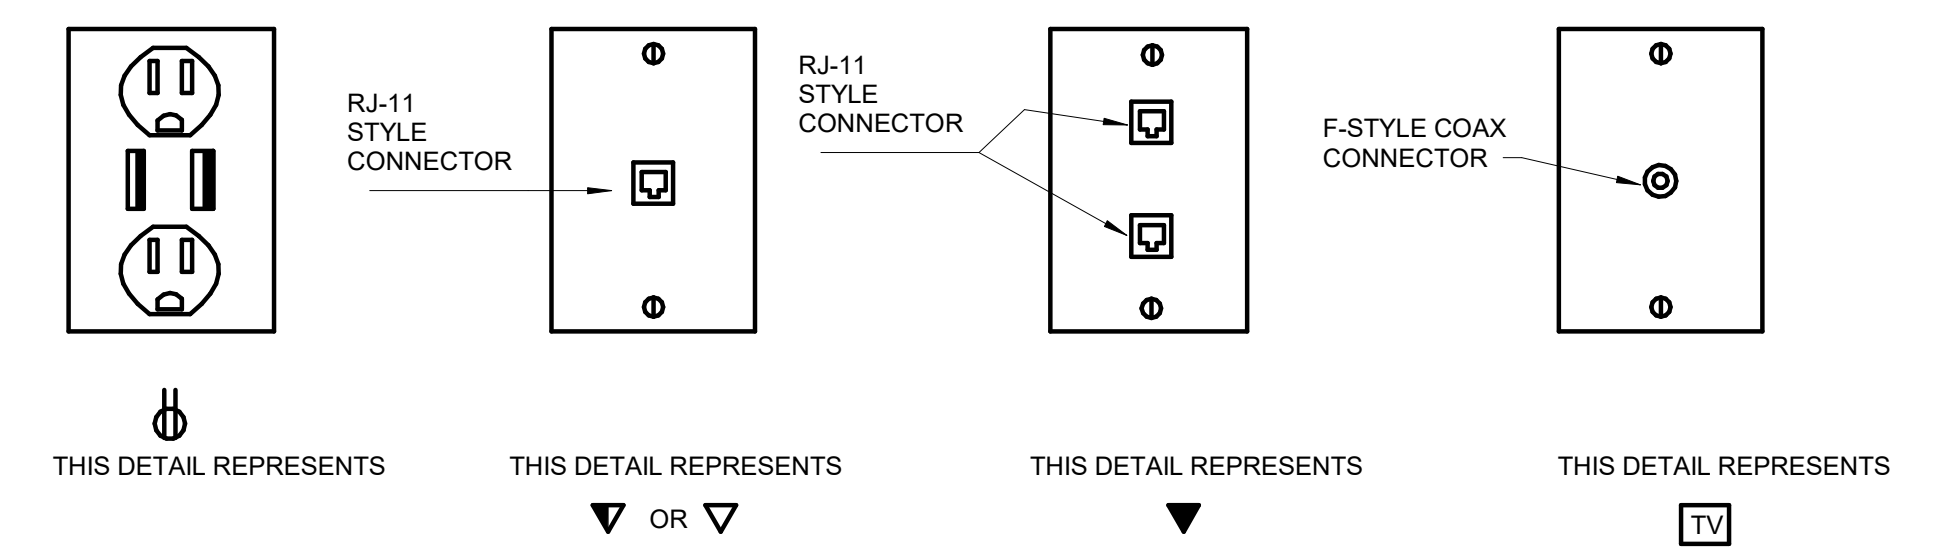 RJ-11
STYLE
CONNECTOR
RJ-11
STYLE
CONNECTOR
F-STYLE COAX
CONNECTOR
THIS DETAIL REPRESENTS
THIS DETAIL REPRESENTS
OR
THIS DETAIL REPRESENTS
THIS DETAIL REPRESENTS
TV